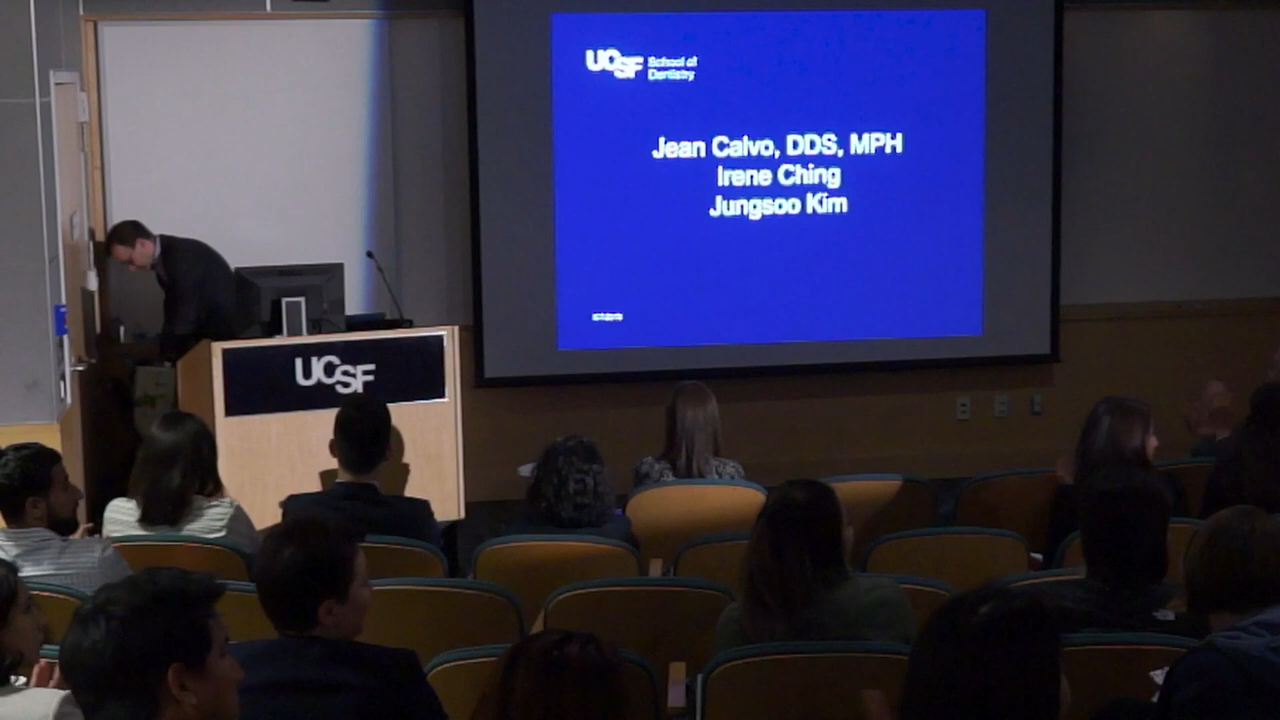 UCSF School of
Dentistry
Jean Calvo, DDS, MPH
Irene Ching
Jungsoo Kim
UCSF